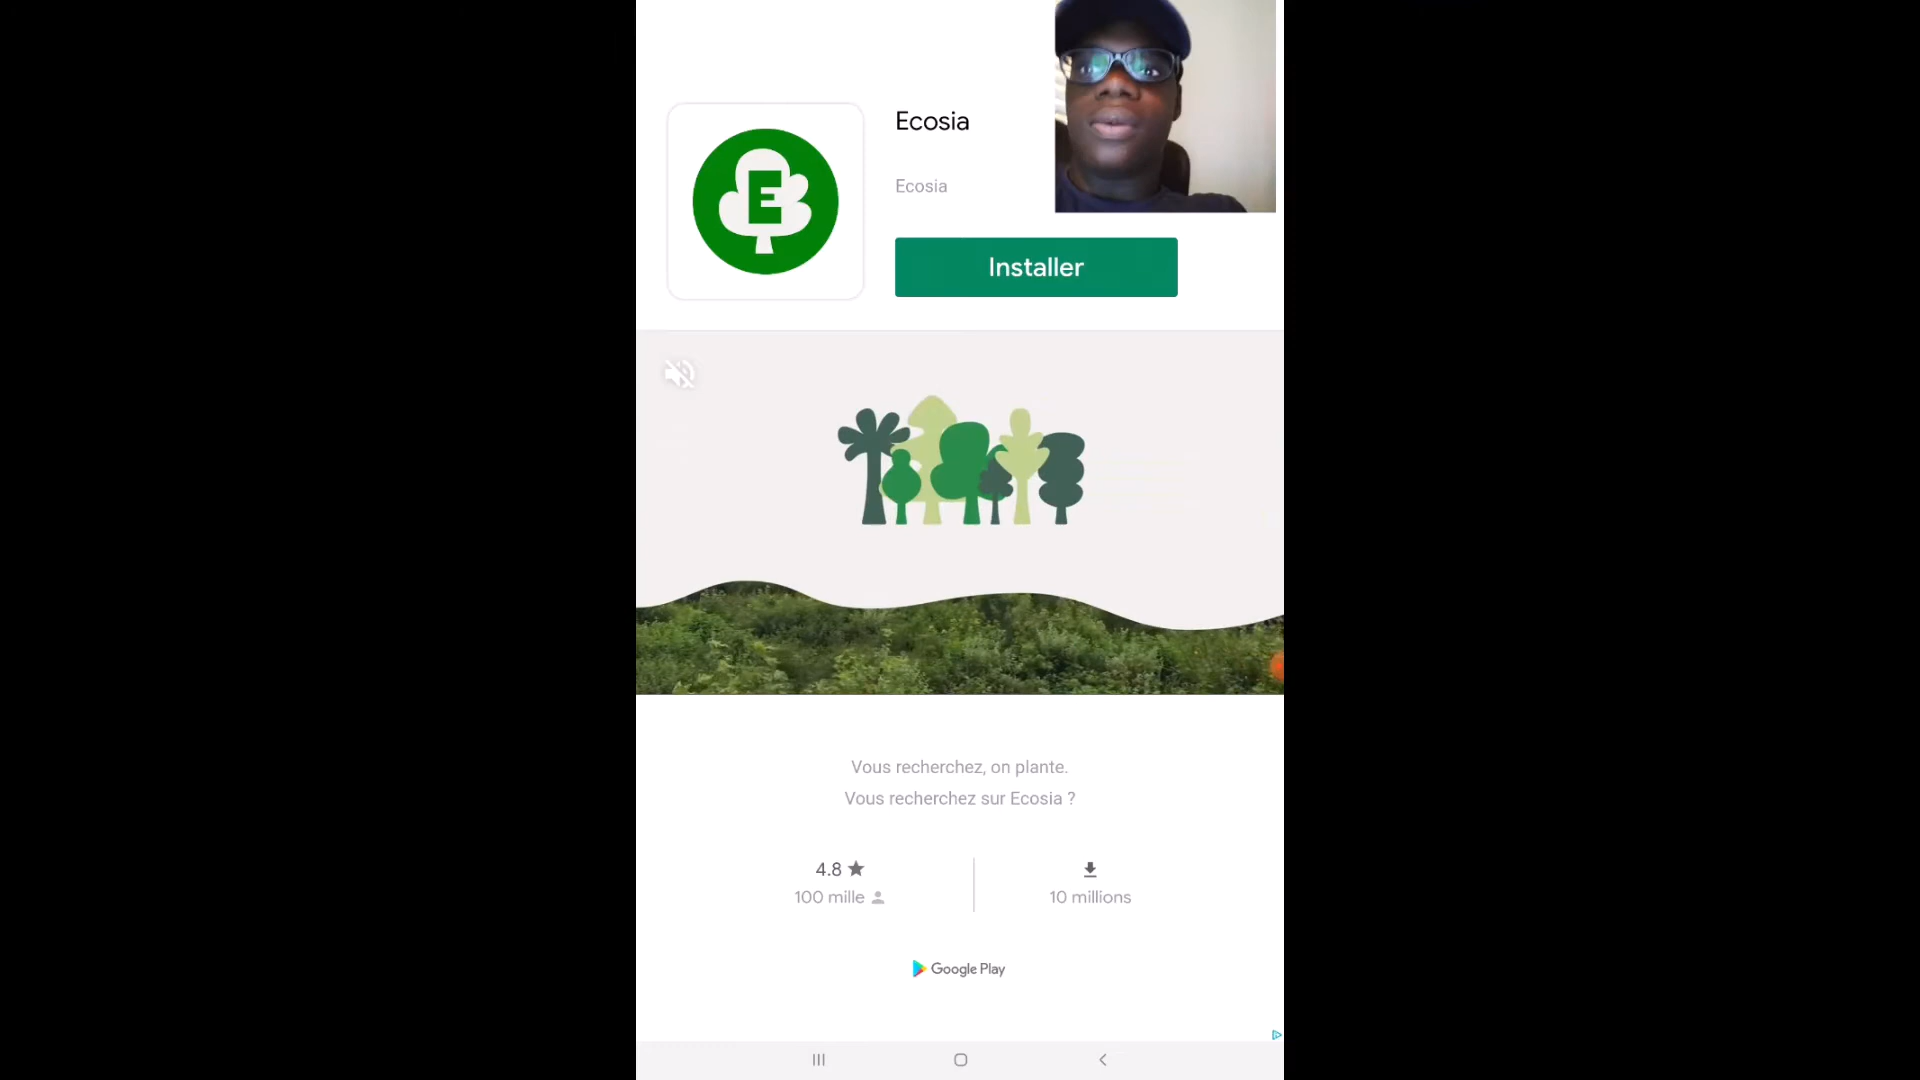 Ecosia
Ecosia
E
Installer
Vous recherchez, on plante.
Vous recherchez sur Ecosia ?
4.8
100 mille
10 millions
Google Play